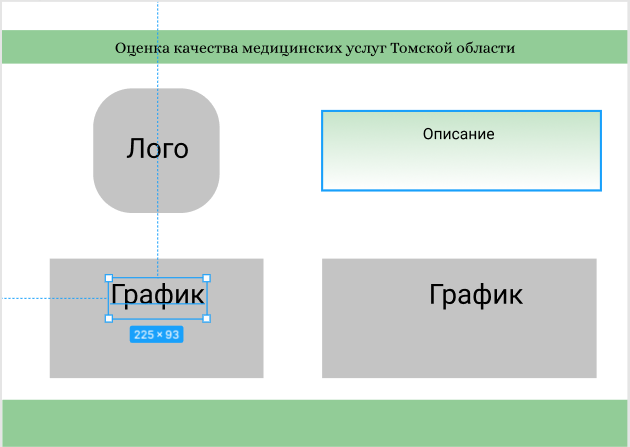 Оценка качества медицинских услуг Томской области
Лого
Описание
График
График
225 × 93